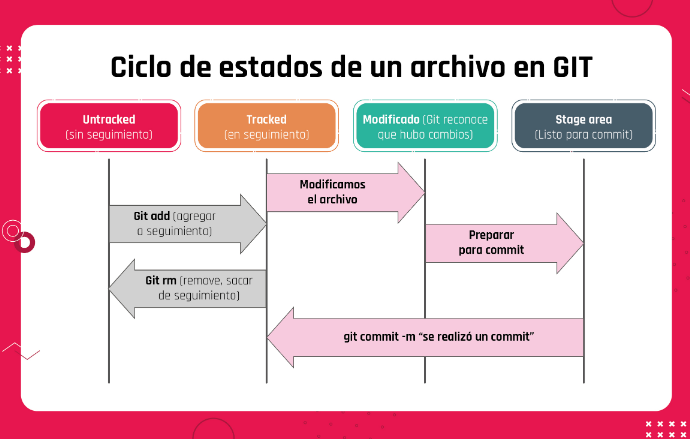 Ciclo de estados de un archivo en GIT
Untracked
(sin seguimiento)
Tracked
(en seguimiento)
Modificado (Git reconoce
que hubo cambios)
Stage area
(Listo para commit)
Modificamos
el archivo
Git add (agregar
a seguimiento)
Preparar
para commit
Git rm (remove, sacar
de seguimiento)
git commit -m “se realizó un commit”